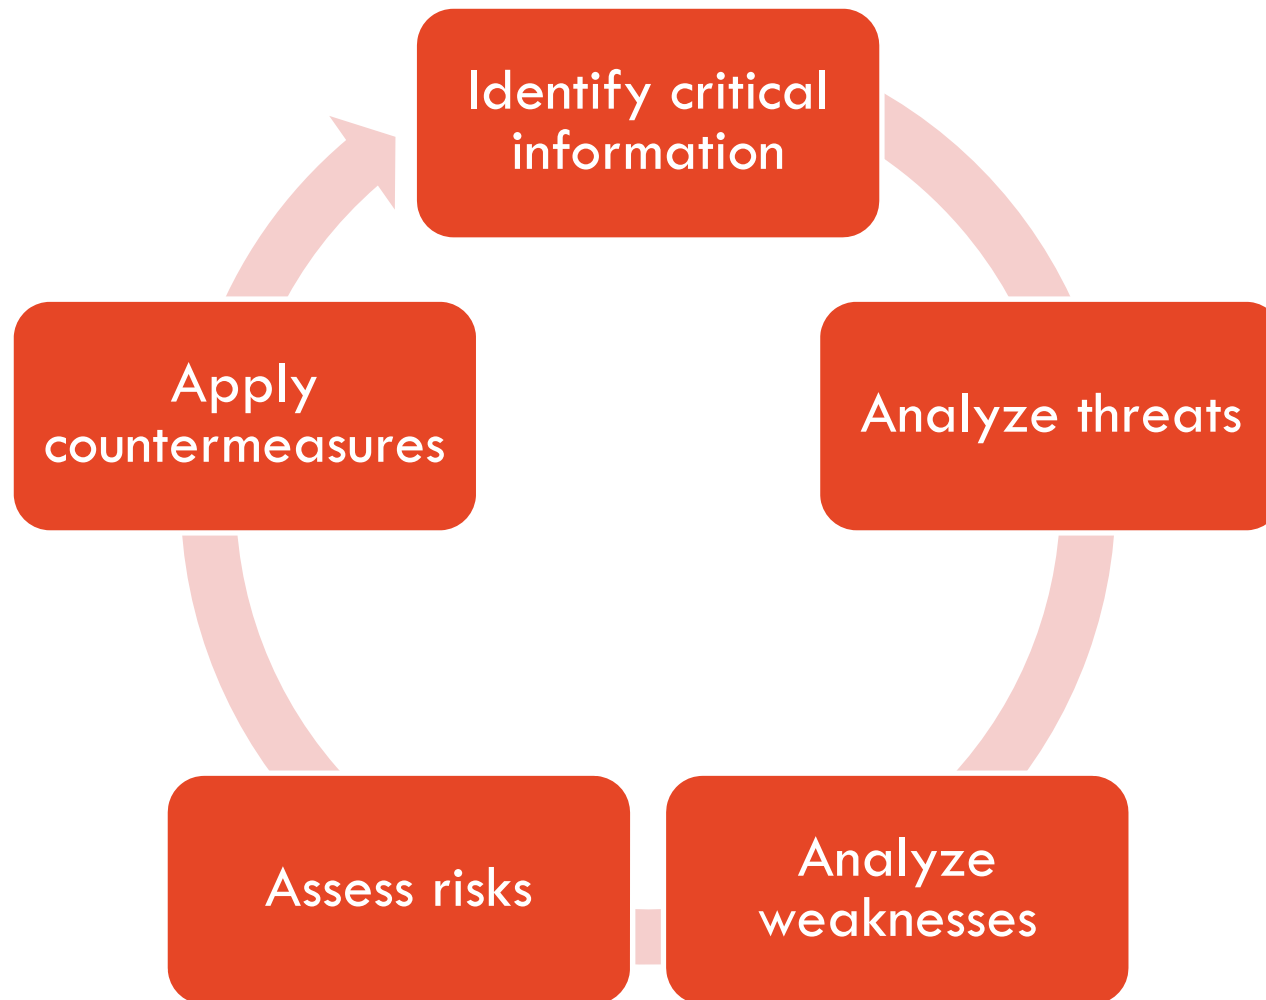 Identify critical
information
Analyze threats
Analyze
weaknesses
Assess risks
Apply
countermeasures